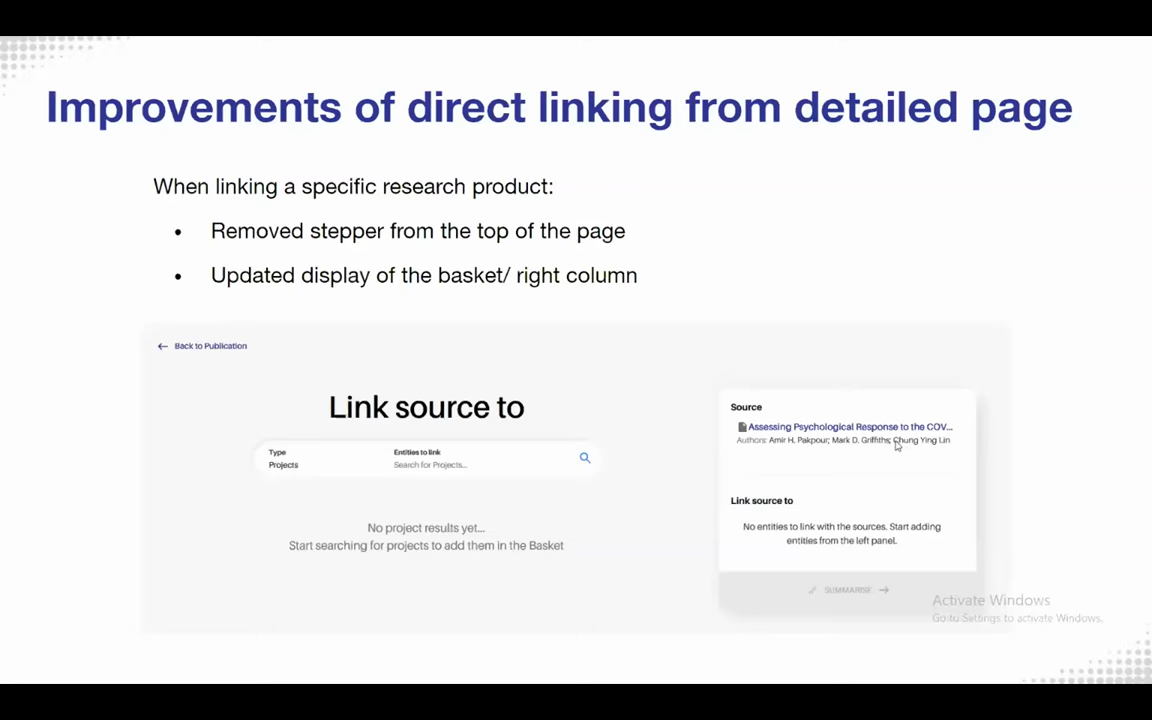 Improvements of direct linking from detailed page
When linking a specific research product:
• Removed stepper from the top of the page
• Updated display of the basket/ right column
← Back to Publication
Link source to
Type
Projects
Entities to link
Search for Projects...
No project results yet...
Start searching for projects to add them in the Basket
Source
Assessing Psychological Response to the COV...
Authors: Amir H. Pakpour; Mark D. Griffiths; Chung Ying Lin
Link source to
No entities to link with the sources. Start adding
entities from the left panel.
SUMMARISE →
Activate Windows
Go to Settings to activate Windows.